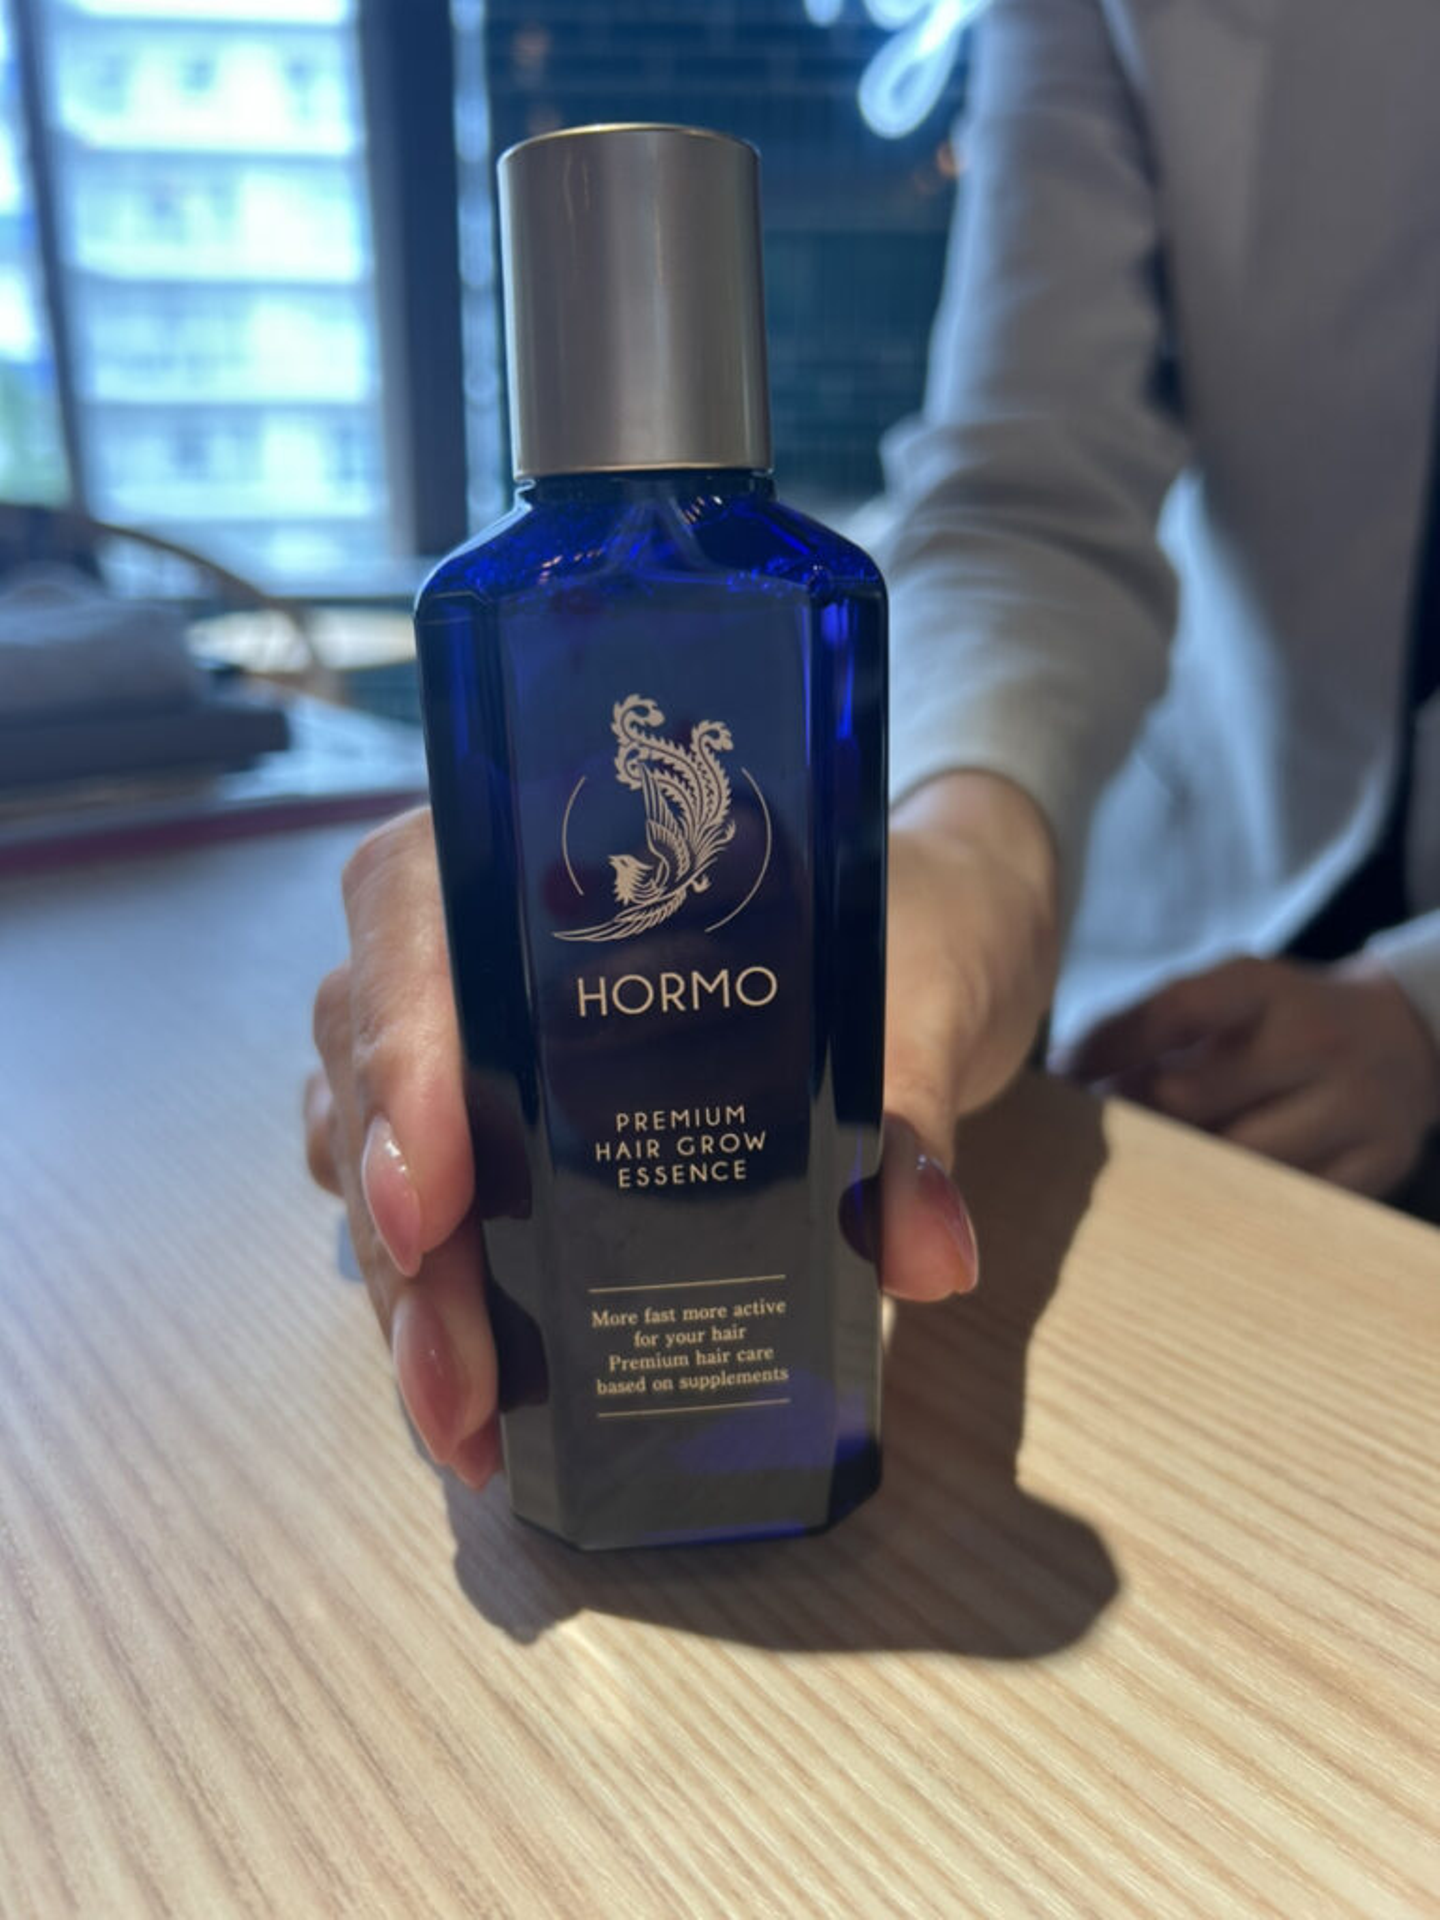 HORMO
PREMIUM
HAIR GROW
ESSENCE
More fast more active
for your hair
Premium hair care
based on supplements